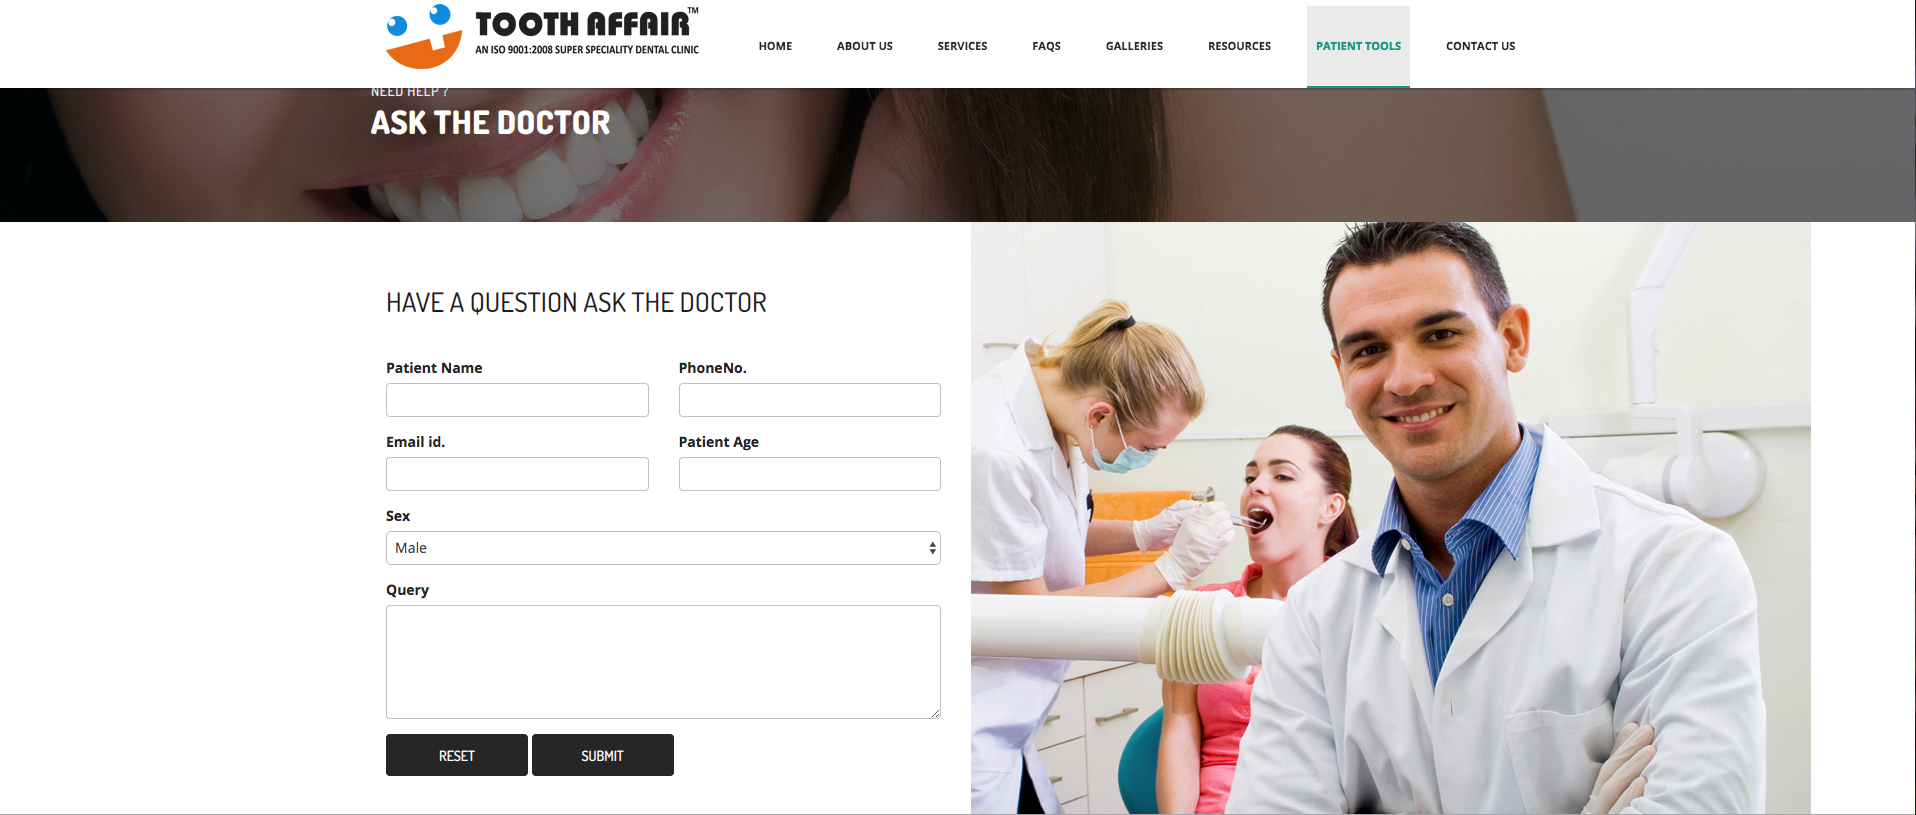 TOOTH AFFAIR™
AN ISO 9001:2008 SUPER SPECIALITY DENTAL CLINIC
HOME ABOUT US SERVICES FAQS GALLERIES RESOURCES PATIENT TOOLS CONTACT US
NEED HELP ?
ASK THE DOCTOR
HAVE A QUESTION ASK THE DOCTOR
Patient Name PhoneNo.
Email id. Patient Age
Sex
Male
Query
RESET SUBMIT